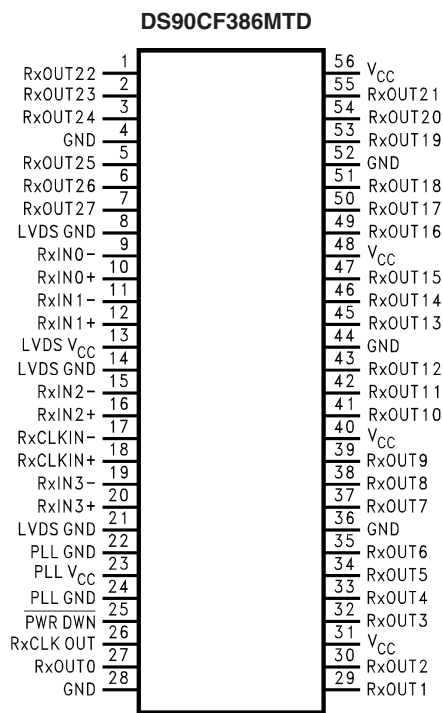 DS90CF386MTD
RxOUT22 1
RxOUT23 2
RxOUT24 3
GND 4
RxOUT25 5
RxOUT26 6
RxOUT27 7
LVDS GND 8
RxIN0- 9
RxIN0+ 10
RxIN1- 11
RxIN1+ 12
LVDS VCC 13
LVDS GND 14
RxIN2- 15
RxIN2+ 16
RxCLKIN- 17
RxCLKIN+ 18
RxIN3- 19
RxIN3+ 20
LVDS GND 21
PLL GND 22
PLL VCC 23
PLL GND 24
PWR DWN 25
RxCLK OUT 26
RxOUT0 27
GND 28
56 VCC
55 RxOUT21
54 RxOUT20
53 RxOUT19
52 GND
51 RxOUT18
50 RxOUT17
49 RxOUT16
48 VCC
47 RxOUT15
46 RxOUT14
45 RxOUT13
44 GND
43 RxOUT12
42 RxOUT11
41 RxOUT10
40 VCC
39 RxOUT9
38 RxOUT8
37 RxOUT7
36 GND
35 RxOUT6
34 RxOUT5
33 RxOUT4
32 RxOUT3
31 VCC
30 RxOUT2
29 RxOUT1